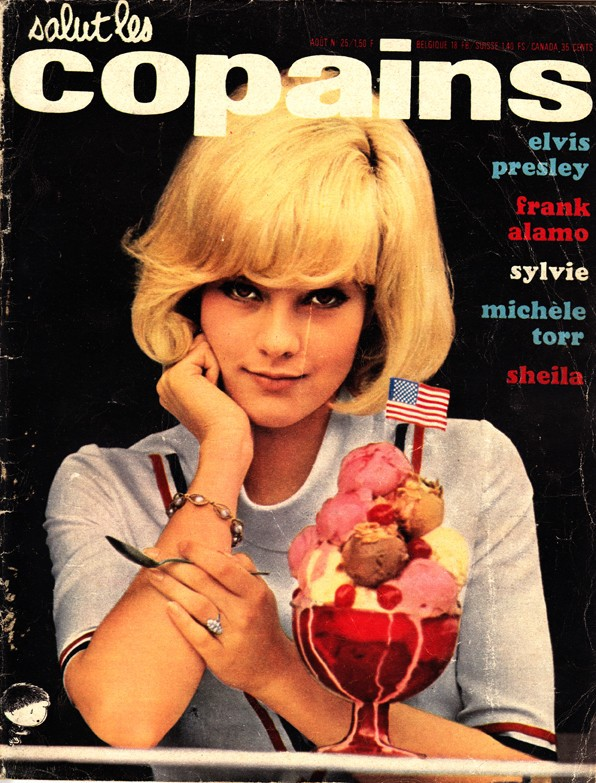 salut les
AOÛT N. 25/1,50 F BELGIQUE 18 FB/SUISSE 1,40 FS/CANADA 35 CENTS
copains
elvis
presley
frank
alamo
sylvie
michèle
torr
sheila